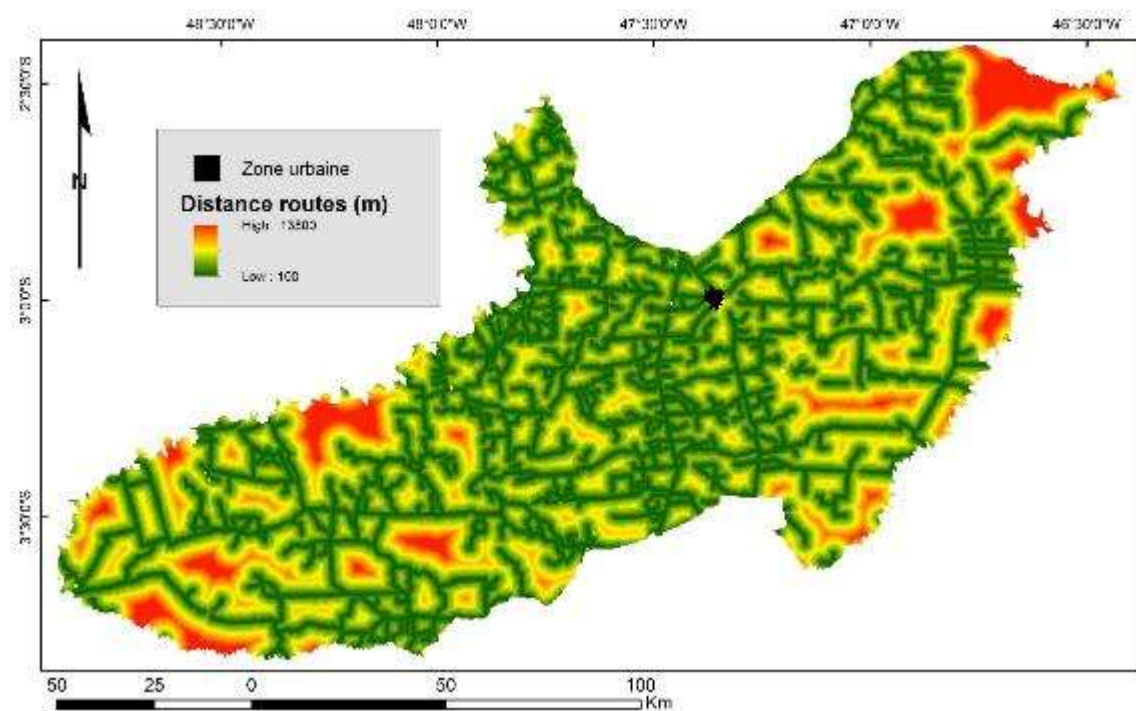 48°30'0"W 48°0'0"W 47°30'0"W 47°0'0"W 46°30'0"W
2°30'0"S
N
Zone urbaine
Distance routes (m)
High : 13800
Low : 100
3°0'0"S
3°30'0"S
50 25 0 50 100
Km